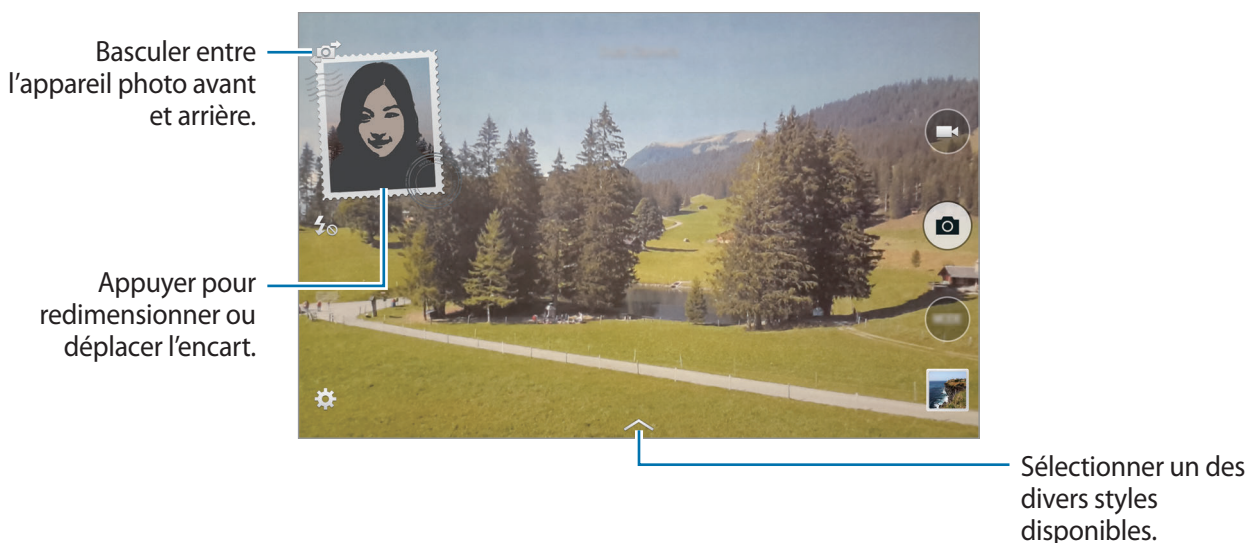 Basculer entre
l’appareil photo avant
et arrière.
Appuyer pour
redimensionner ou
déplacer l’encart.
Sélectionner un des
divers styles
disponibles.